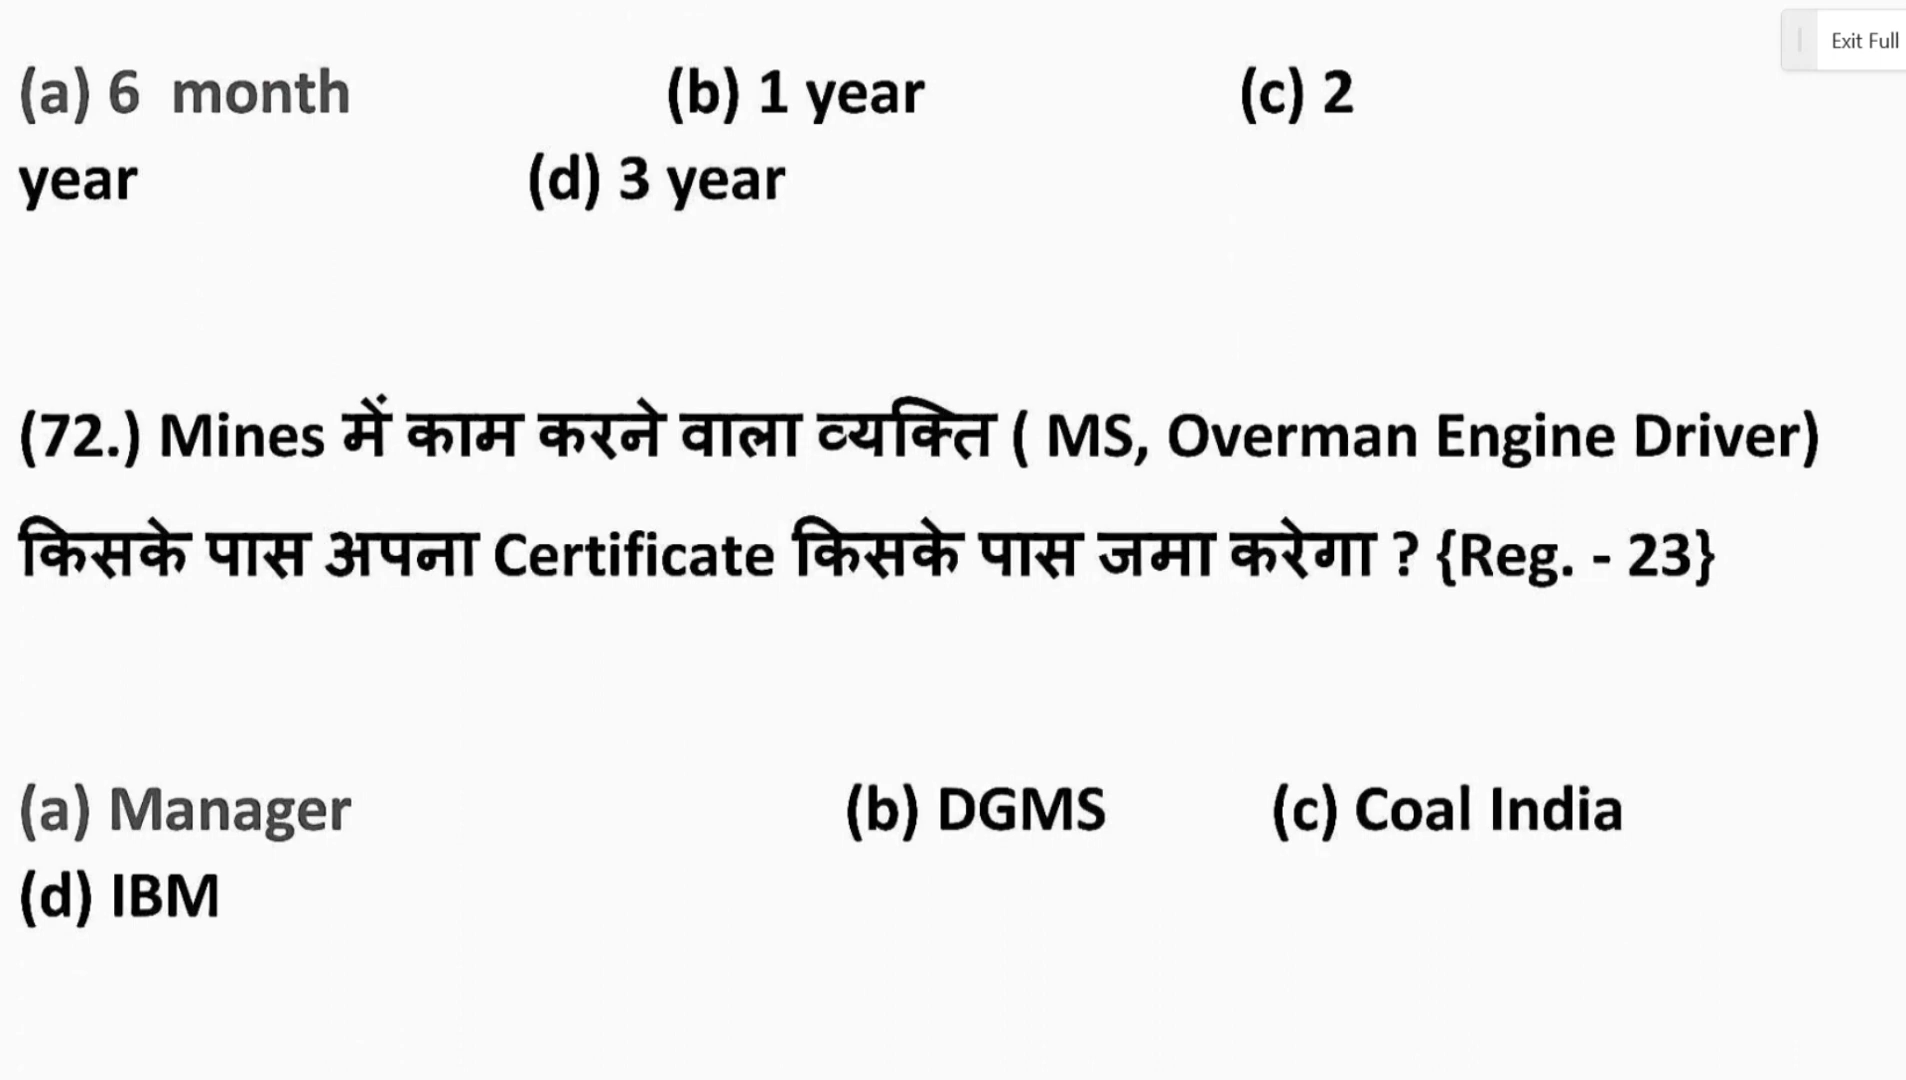 Exit Full
(a) 6 month (b) 1 year (c) 2
year (d) 3 year
(72.) Mines में काम करने वाला व्यक्ति ( MS, Overman Engine Driver)
किसके पास अपना Certificate किसके पास जमा करेगा ? {Reg. - 23}
(a) Manager (b) DGMS (c) Coal India
(d) IBM